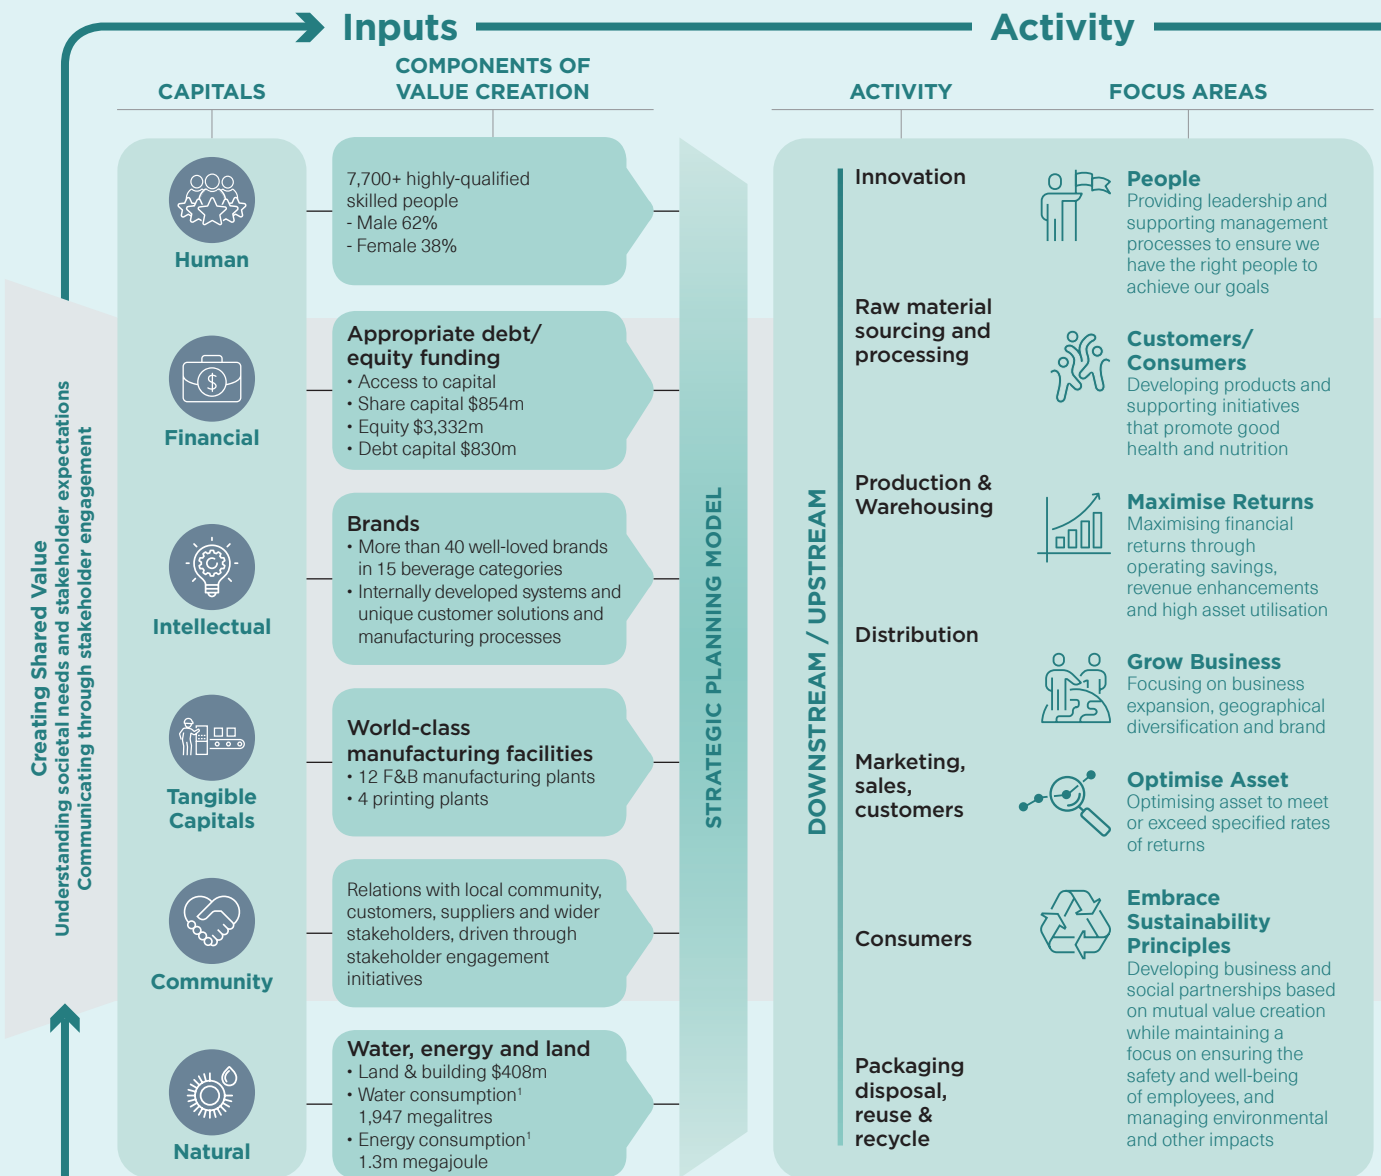 Inputs
Activity
CAPITALS
COMPONENTS OF
VALUE CREATION
ACTIVITY
FOCUS AREAS
Creating Shared Value
Understanding societal needs and stakeholder expectations
Communicating through stakeholder engagement
Human
7,700+ highly-qualified
skilled people
- Male 62%
- Female 38%
Financial
Appropriate debt/
equity funding
• Access to capital
• Share capital $854m
• Equity $3,332m
• Debt capital $830m
Intellectual
Brands
• More than 40 well-loved brands
in 15 beverage categories
• Internally developed systems and
unique customer solutions and
manufacturing processes
Tangible
Capitals
World-class
manufacturing facilities
• 12 F&B manufacturing plants
• 4 printing plants
Community
Relations with local community,
customers, suppliers and wider
stakeholders, driven through
stakeholder engagement
initiatives
Natural
Water, energy and land
• Land & building $408m
• Water consumption¹
1,947 megalitres
• Energy consumption¹
1.3m megajoule
STRATEGIC PLANNING MODEL
DOWNSTREAM / UPSTREAM
Innovation
Raw material
sourcing and
processing
Production &
Warehousing
Distribution
Marketing,
sales,
customers
Consumers
Packaging
disposal,
reuse &
recycle
People
Providing leadership and
supporting management
processes to ensure we
have the right people to
achieve our goals
Customers/
Consumers
Developing products and
supporting initiatives
that promote good
health and nutrition
Maximise Returns
Maximising financial
returns through
operating savings,
revenue enhancements
and high asset utilisation
Grow Business
Focusing on business
expansion, geographical
diversification and brand
Optimise Asset
Optimising asset to meet
or exceed specified rates
of returns
Embrace
Sustainability
Principles
Developing business and
social partnerships based
on mutual value creation
while maintaining a
focus on ensuring the
safety and well-being
of employees, and
managing environmental
and other impacts